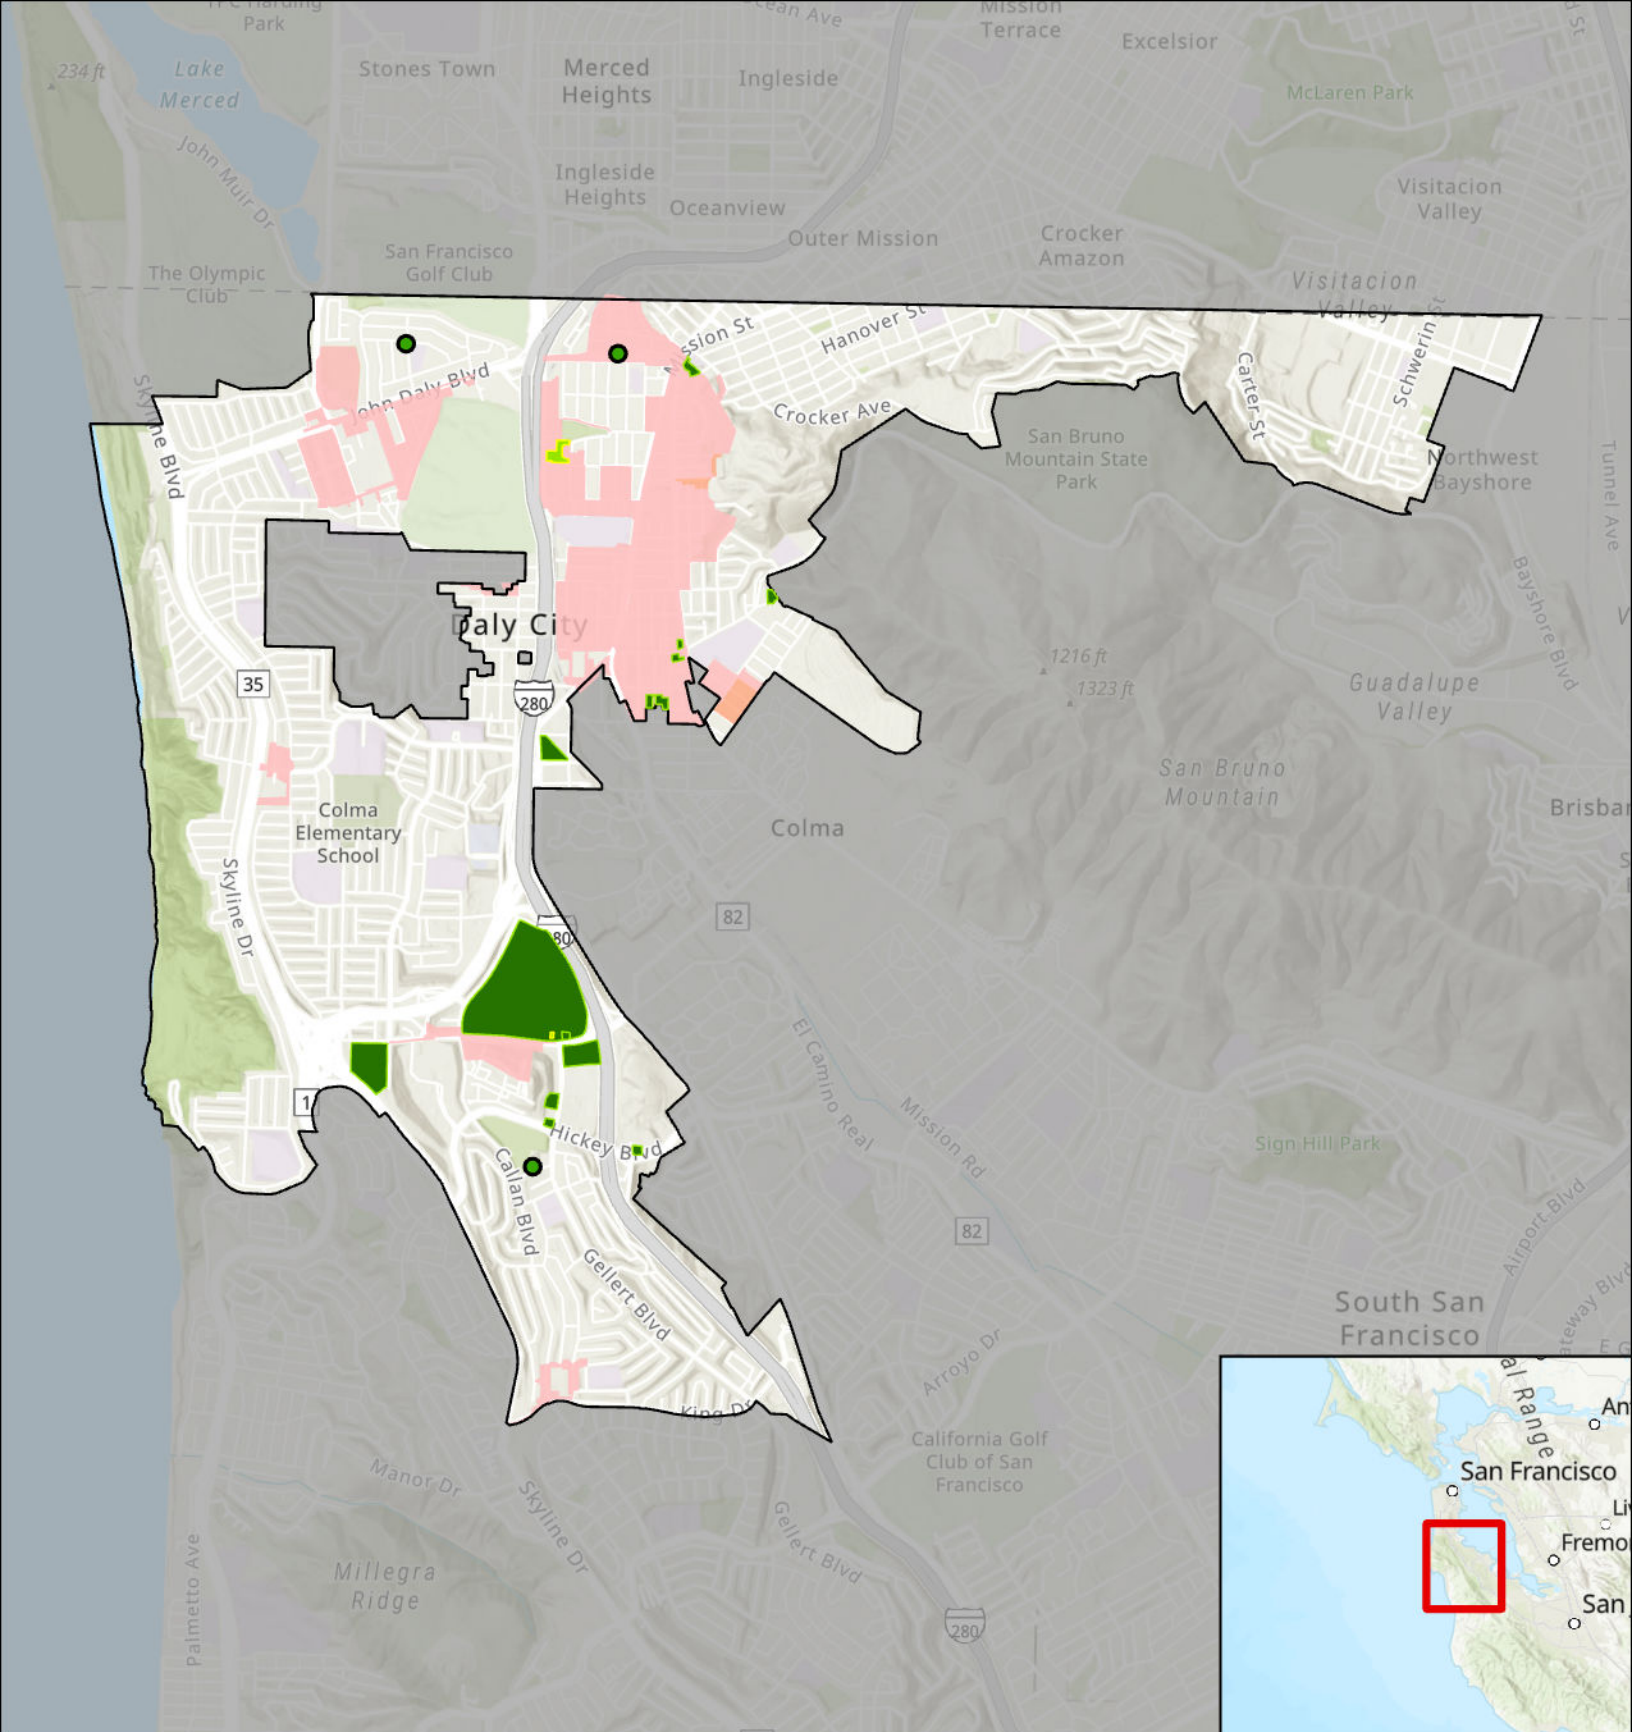 Park
Mission
Terrace
Excelsior
234 ft
Lake
Merced
Stones Town
Merced
Heights
Ingleside
McLaren Park
John Muir Dr
Ingleside
Heights
Oceanview
Visitacion
Valley
Outer Mission
Crocker
Amazon
San Francisco
Golf Club
The Olympic
Club
Visitacion
Valley
Mission St
Hanover St
Schwerin St
Carter St
John Daly Blvd
Skyline Blvd
Crocker Ave
San Bruno
Mountain State
Park
Northwest
Bayshore
Tunnel Ave
Bayshore Blvd
Daly City
1216 ft
1323 ft
35
280
Guadalupe
Valley
San Bruno
Mountain
Colma
Elementary
School
Colma
Skyline Dr
82
80
El Camino Real
Mission Rd
1
Hickey Blvd
Sign Hill Park
Callan Blvd
82
Airport Blvd
Gellert Blvd
South San
Francisco
Arroyo Dr
King Dr
California Golf
Club of San
Francisco
Manor Dr
Skyline Dr
Gellert Blvd
Palmetto Ave
Millegra
Ridge
280
San Francisco
San